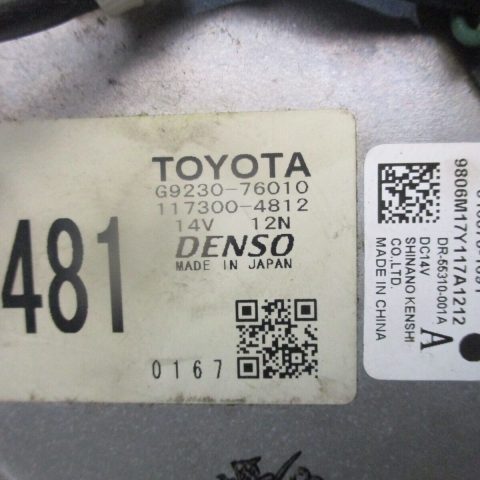 TOYOTA
G9230-76010
117300-4812
14V 12N
DENSO
MADE IN JAPAN
481
0167
9806M17Y117A1212
DR-55310-001A
DC14V
A
SHINANO KENSHI
CO.,LTD.
MADE IN CHINA